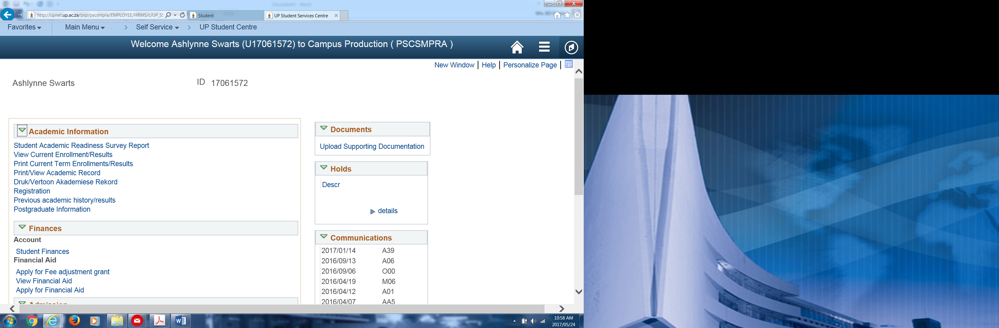 http://upnet.up.ac.za/psp/pscsmpra/EMPLOYEE/HRMS/c/UP_S
Student
UP Student Services Centre
Favorites
Main Menu
Self Service
UP Student Centre
Welcome Ashlynne Swarts (U17061572) to Campus Production ( PSCSMPRA )
New Window | Help | Personalize Page |
Ashlynne Swarts
ID 17061572
Academic Information
Student Academic Readiness Survey Report
View Current Enrollment/Results
Print Current Term Enrollments/Results
Print/View Academic Record
Druk/Vertoon Akademiese Rekord
Registration
Previous academic history/results
Postgraduate Information
Finances
Account
Student Finances
Financial Aid
Apply for Fee adjustment grant
View Financial Aid
Apply for Financial Aid
Admission
Documents
Upload Supporting Documentation
Holds
Descr
details
Communications
2017/01/14 A39
2016/09/13 A06
2016/09/06 O00
2016/04/19 M06
2016/04/12 A01
2016/04/07 AA5
10:58 AM
2017/05/24